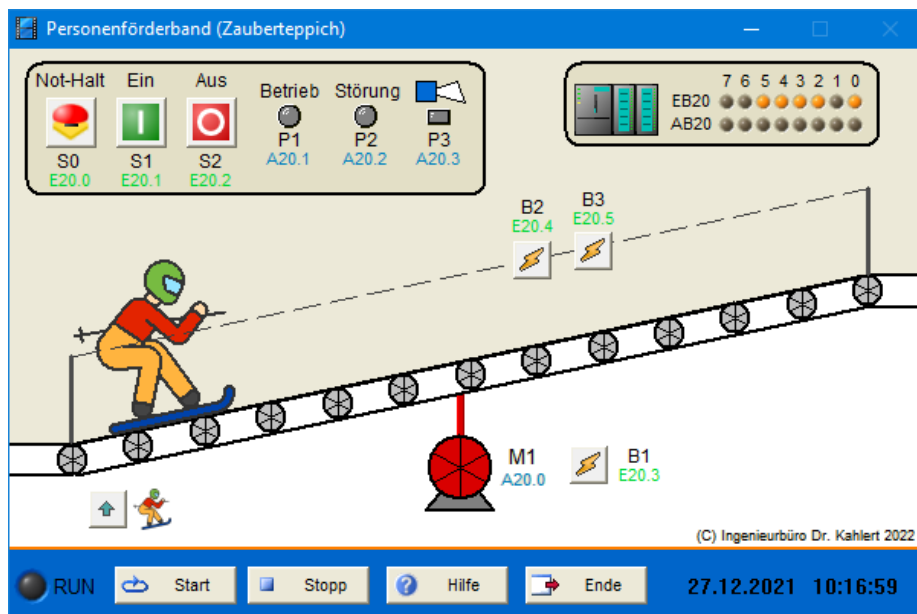 Personenförderband (Zauberteppich)
Not-Halt Ein Aus
Betrieb Störung
S0 S1 S2
E20.0 E20.1 E20.2
P1 P2 P3
A20.1 A20.2 A20.3
7 6 5 4 3 2 1 0
EB20
AB20
B2
E20.4
B3
E20.5
M1
A20.0
B1
E20.3
(C) Ingenieurbüro Dr. Kahlert 2022
RUN Start Stopp Hilfe Ende 27.12.2021 10:16:59